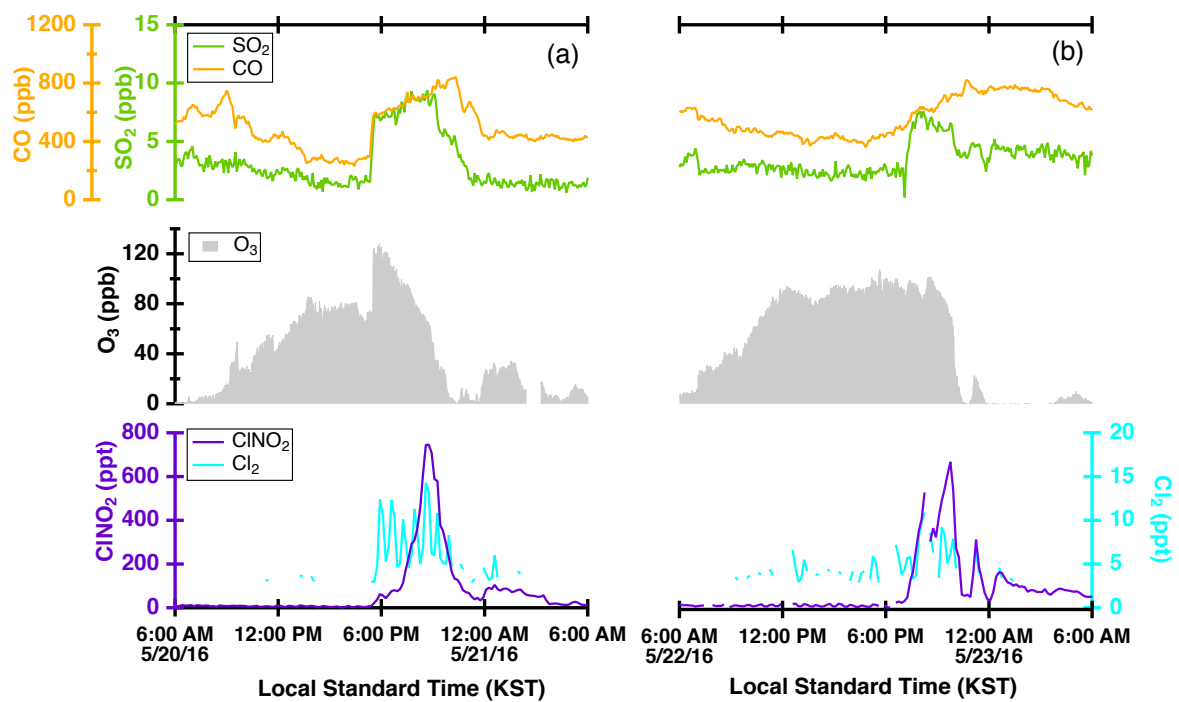 1200
800
400
0
CO (ppb)
15
10
5
0
SO₂ (ppb)
SO₂
CO
(a)
(b)
120
80
40
0
O₃ (ppb)
O₃
800
600
400
200
0
ClNO₂ (ppt)
ClNO₂
Cl₂
20
15
10
5
0
Cl₂ (ppt)
6:00 AM 12:00 PM 6:00 PM 12:00 AM 6:00 AM
5/20/16 5/21/16
Local Standard Time (KST)
6:00 AM 12:00 PM 6:00 PM 12:00 AM 6:00 AM
5/22/16 5/23/16
Local Standard Time (KST)